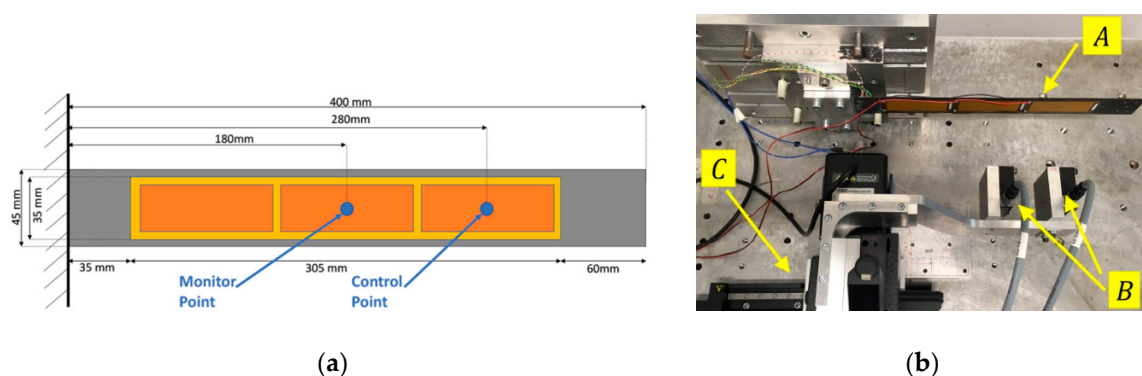 400 mm
280mm
180mm
45 mm
35 mm
35 mm
305 mm
60mm
Monitor
Point
Control
Point
(a)
A
C
B
(b)